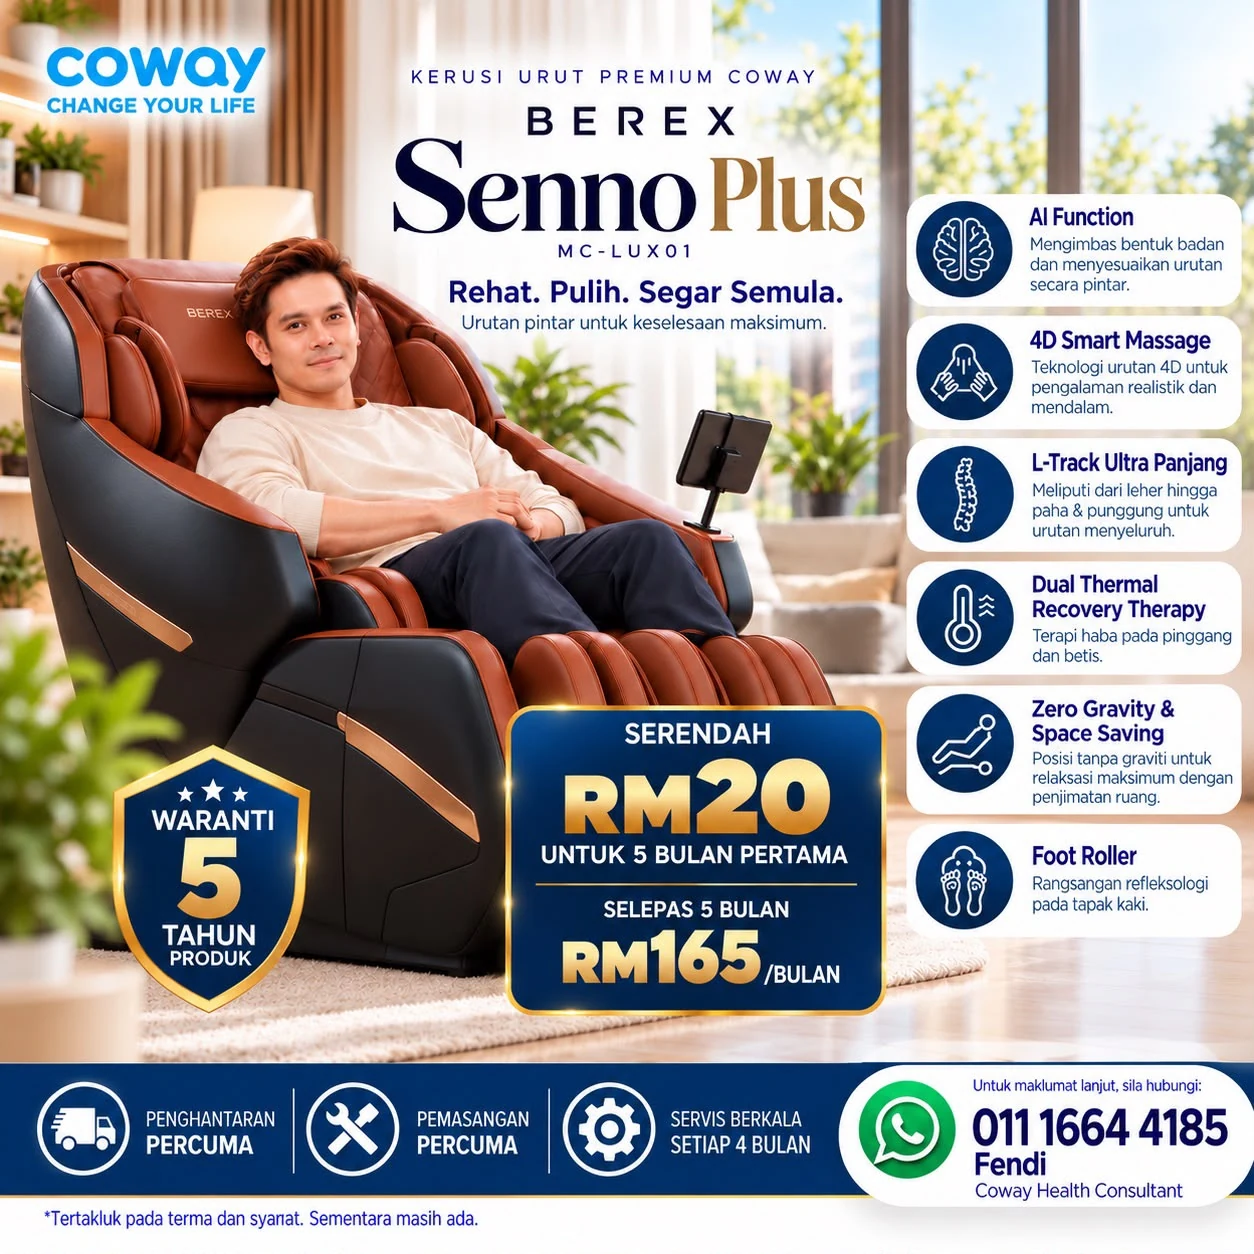 coway
CHANGE YOUR LIFE
KERUSI URUT PREMIUM COWAY
BEREX
Senno Plus
MC-LUX01
Rehat. Pulih. Segar Semula.
Urutan pintar untuk keselesaan maksimum.
BEREX
AI Function
Mengimbas bentuk badan
dan menyesuaikan urutan
secara pintar.
4D Smart Massage
Teknologi urutan 4D untuk
pengalaman realistik dan
mendalam.
L-Track Ultra Panjang
Meliputi dari leher hingga
paha & punggung untuk
urutan menyeluruh.
Dual Thermal
Recovery Therapy
Terapi haba pada pinggang
dan betis.
Zero Gravity &
Space Saving
Posisi tanpa graviti untuk
relaksasi maksimum dengan
penjimatan ruang.
Foot Roller
Rangsangan refleksologi
pada tapak kaki.
WARANTI
5
TAHUN
PRODUK
SERENDAH
RM20
UNTUK 5 BULAN PERTAMA
SELEPAS 5 BULAN
RM165/BULAN
PENGHANTARAN
PERCUMA
PEMASANGAN
PERCUMA
SERVIS BERKALA
SETIAP 4 BULAN
Untuk maklumat lanjut, sila hubungi:
011 1664 4185
Fendi
Coway Health Consultant
*Tertakluk pada terma dan syarat. Sementara masih ada.